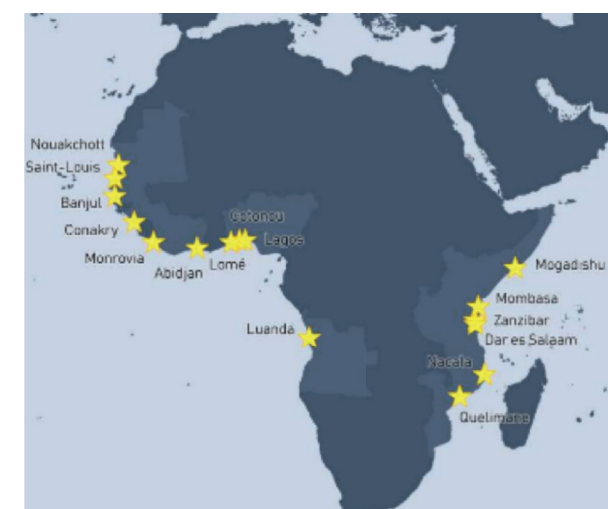 Nouakchott
Saint-Louis
Banjul
Conakry
Monrovia
Abidjan
Lomé
Cotonou
Lagos
Luanda
Mogadishu
Mombasa
Zanzibar
Dar es Salaam
Nacala
Quelimane